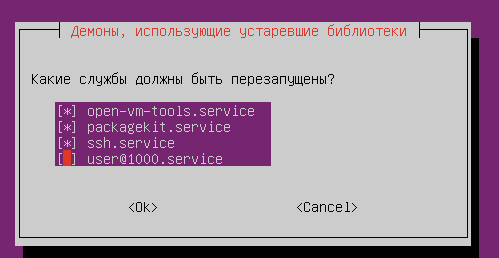 Демоны, использующие устаревшие библиотеки
Какие службы должны быть перезапущены?
[*] open-vm-tools.service
[*] packagekit.service
[*] ssh.service
[ ] user@1000.service
<Ok> <Cancel>